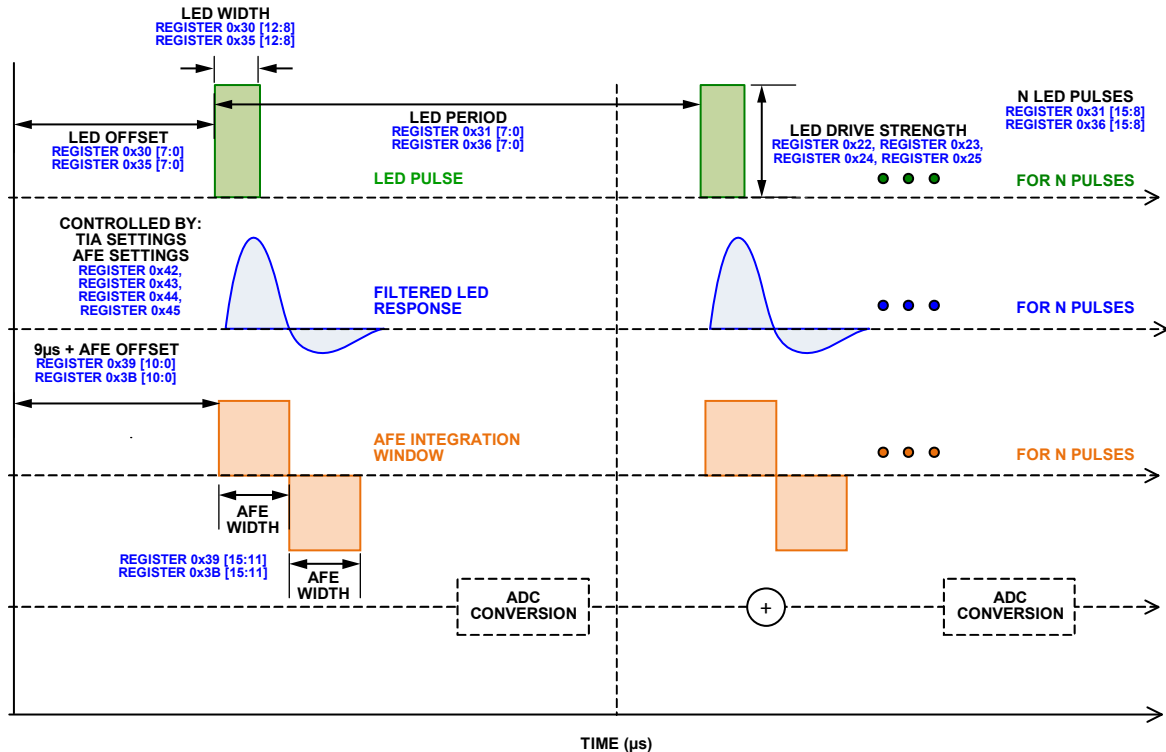 LED WIDTH
REGISTER 0x30 [12:8]
REGISTER 0x35 [12:8]
LED OFFSET
REGISTER 0x30 [7:0]
REGISTER 0x35 [7:0]
LED PERIOD
REGISTER 0x31 [7:0]
REGISTER 0x36 [7:0]
LED PULSE
LED DRIVE STRENGTH
REGISTER 0x22, REGISTER 0x23,
REGISTER 0x24, REGISTER 0x25
N LED PULSES
REGISTER 0x31 [15:8]
REGISTER 0x36 [15:8]
FOR N PULSES
CONTROLLED BY:
TIA SETTINGS
AFE SETTINGS
REGISTER 0x42,
REGISTER 0x43,
REGISTER 0x44,
REGISTER 0x45
FILTERED LED
RESPONSE
FOR N PULSES
9µs + AFE OFFSET
REGISTER 0x39 [10:0]
REGISTER 0x3B [10:0]
AFE INTEGRATION
WINDOW
FOR N PULSES
AFE
WIDTH
REGISTER 0x39 [15:11]
REGISTER 0x3B [15:11]
AFE
WIDTH
ADC
CONVERSION
+
ADC
CONVERSION
TIME (µs)